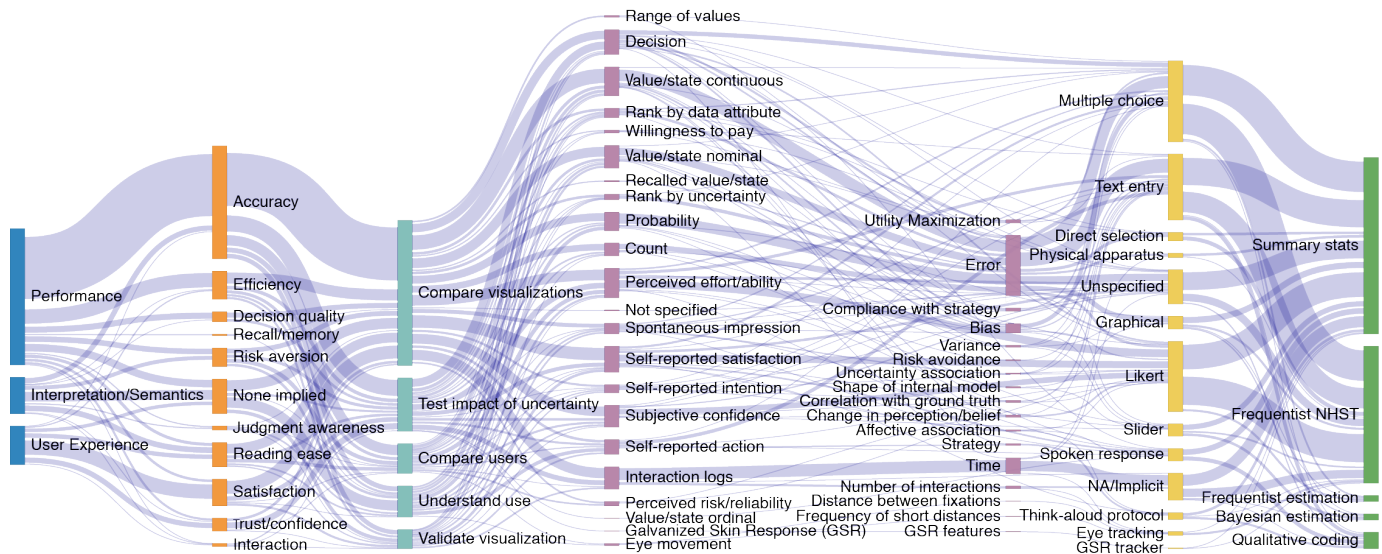 Performance
Interpretation/Semantics
User Experience
Accuracy
Efficiency
Decision quality
Recall/memory
Risk aversion
None implied
Judgment awareness
Reading ease
Satisfaction
Trust/confidence
Interaction
Compare visualizations
Test impact of uncertainty
Compare users
Understand use
Validate visualization
Range of values
Decision
Value/state continuous
Rank by data attribute
Willingness to pay
Value/state nominal
Recalled value/state
Rank by uncertainty
Probability
Count
Perceived effort/ability
Not specified
Spontaneous impression
Self-reported satisfaction
Self-reported intention
Subjective confidence
Self-reported action
Interaction logs
Perceived risk/reliability
Value/state ordinal
Galvanized Skin Response (GSR)
Eye movement
Utility Maximization
Error
Compliance with strategy
Bias
Variance
Risk avoidance
Uncertainty association
Shape of internal model
Correlation with ground truth
Change in perception/belief
Affective association
Strategy
Time
Number of interactions
Distance between fixations
Frequency of short distances
GSR features
Multiple choice
Text entry
Direct selection
Physical apparatus
Unspecified
Graphical
Likert
Slider
Spoken response
NA/Implicit
Think-aloud protocol
Eye tracking
GSR tracker
Summary stats
Frequentist NHST
Frequentist estimation
Bayesian estimation
Qualitative coding